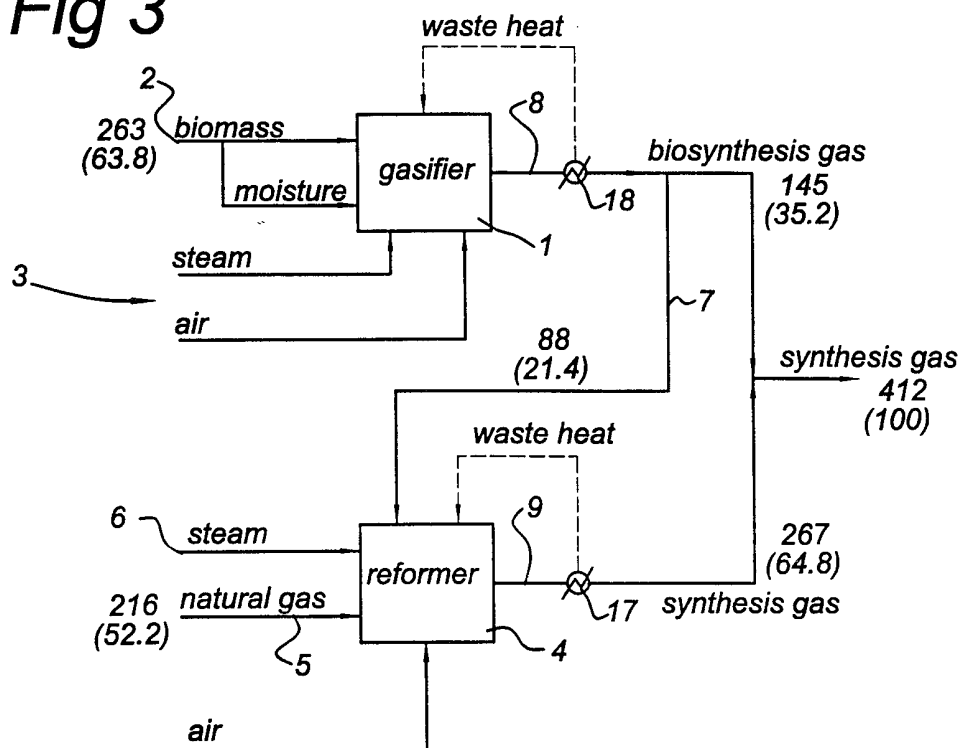 Fig 3
waste heat
2
8
263
(63.8)
biomass
gasifier
biosynthesis gas
145
(35.2)
moisture
18
1
steam
3
7
air
88
(21.4)
synthesis gas
412
(100)
waste heat
6
steam
9
267
(64.8)
reformer
216
(52.2)
natural gas
17
synthesis gas
5
4
air